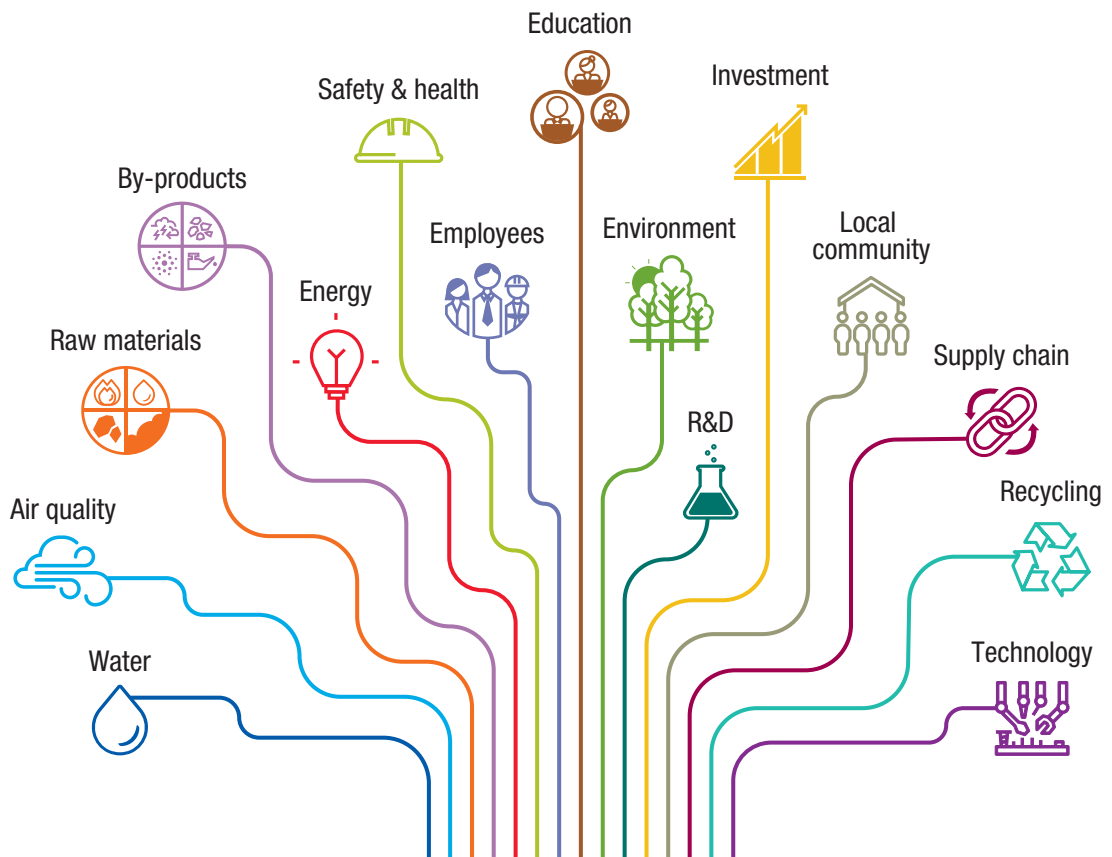 Education
Investment
Safety & health
By-products
Local
community
Employees
Environment
Energy
Raw materials
Supply chain
R&D
Recycling
Air quality
Water
Technology